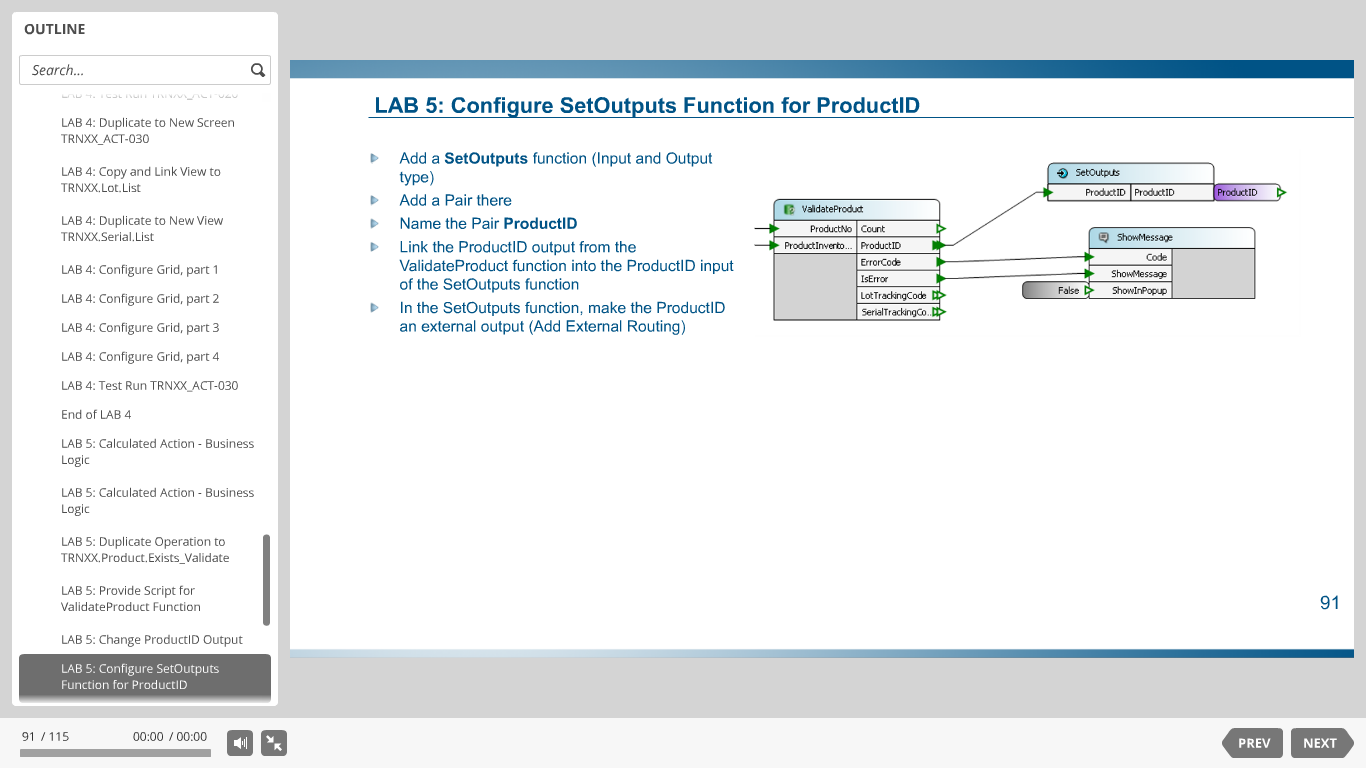 OUTLINE
Search...
LAB 4: Test Run TRNXX_ACT-020
LAB 4: Duplicate to New Screen
TRNXX_ACT-030
LAB 4: Copy and Link View to
TRNXX.Lot.List
LAB 4: Duplicate to New View
TRNXX.Serial.List
LAB 4: Configure Grid, part 1
LAB 4: Configure Grid, part 2
LAB 4: Configure Grid, part 3
LAB 4: Configure Grid, part 4
LAB 4: Test Run TRNXX_ACT-030
End of LAB 4
LAB 5: Calculated Action - Business
Logic
LAB 5: Calculated Action - Business
Logic
LAB 5: Duplicate Operation to
TRNXX.Product.Exists_Validate
LAB 5: Provide Script for
ValidateProduct Function
LAB 5: Change ProductID Output
LAB 5: Configure SetOutputs
Function for ProductID
LAB 5: Configure SetOutputs Function for ProductID
Add a SetOutputs function (Input and Output
type)
Add a Pair there
Name the Pair ProductID
Link the ProductID output from the
ValidateProduct function into the ProductID input
of the SetOutputs function
In the SetOutputs function, make the ProductID
an external output (Add External Routing)
ValidateProduct
ProductNo Count
ProductInvento... ProductID
ErrorCode
IsError
LotTrackingCode
SerialTrackingCo...
SetOutputs
ProductID ProductID ProductID
ShowMessage
Code
ShowMessage
False ShowInPopup
91
91 / 115 00:00 / 00:00
PREV NEXT